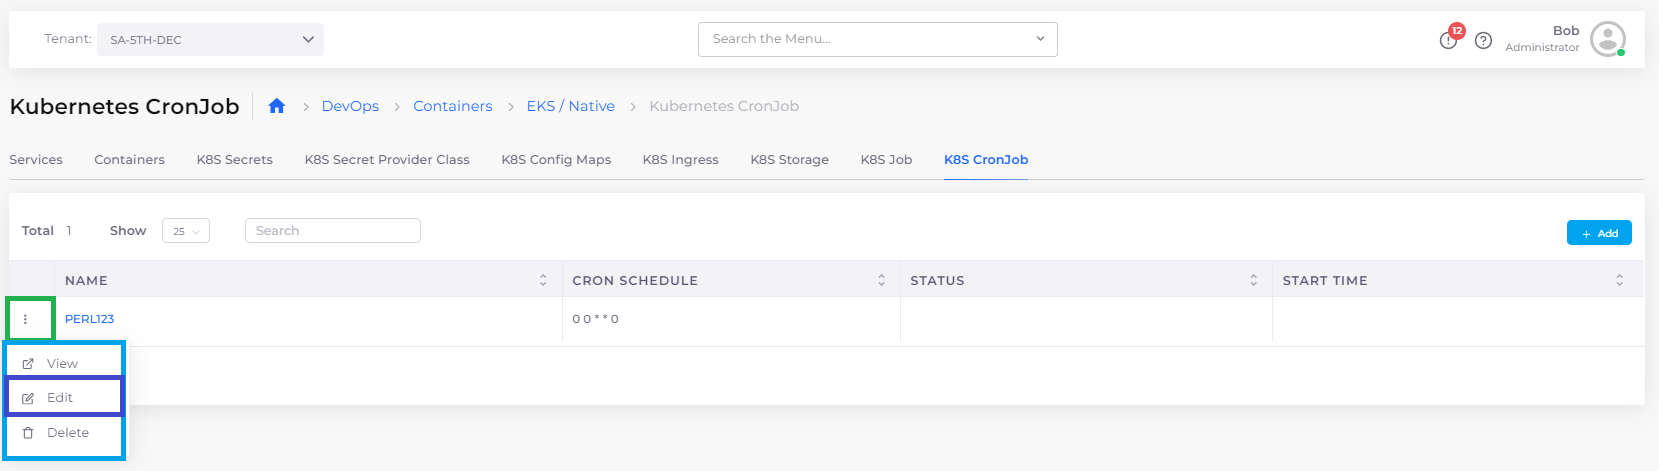 Tenant: SA-5TH-DEC Search the Menu... 12 Bob
Administrator
Kubernetes CronJob DevOps Containers EKS / Native Kubernetes CronJob
Services Containers K8S Secrets K8S Secret Provider Class K8S Config Maps K8S Ingress K8S Storage K8S Job K8S CronJob
Total 1 Show 25 Search + Add
NAME CRON SCHEDULE STATUS START TIME
PERL123 0 0 * * 0
View
Edit
Delete